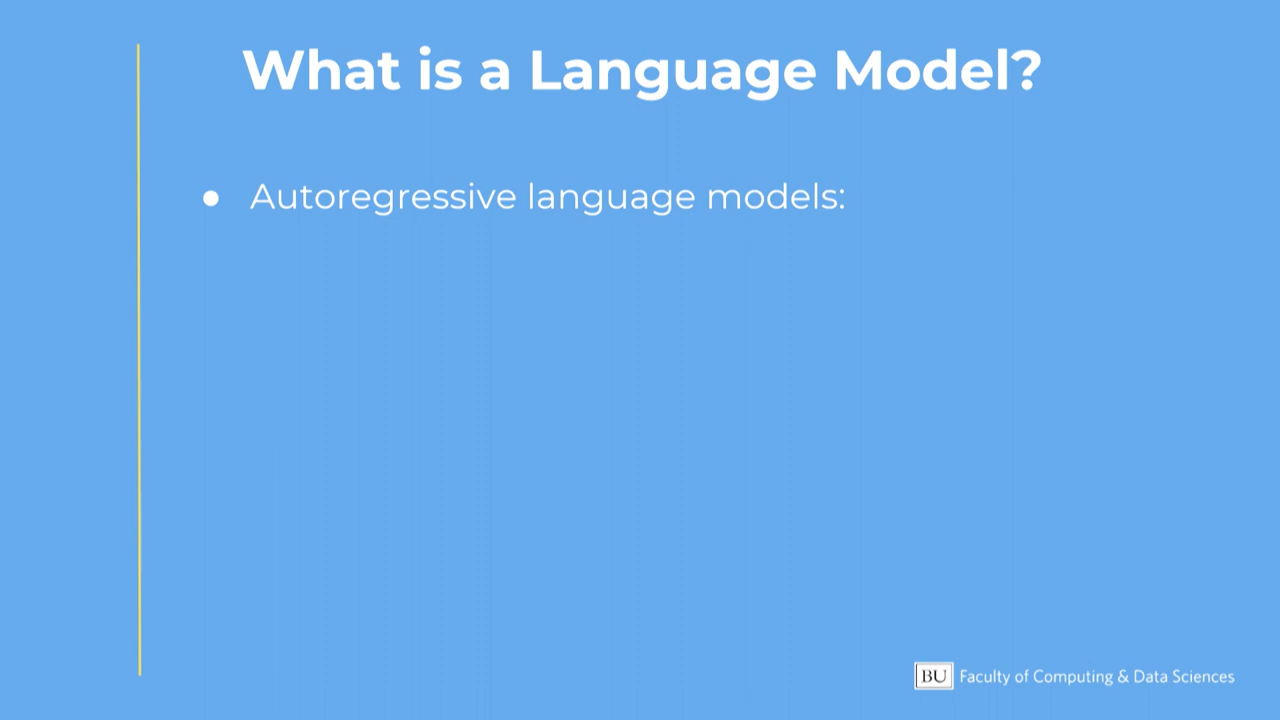 What is a Language Model?
● Autoregressive language models:
BU Faculty of Computing & Data Sciences